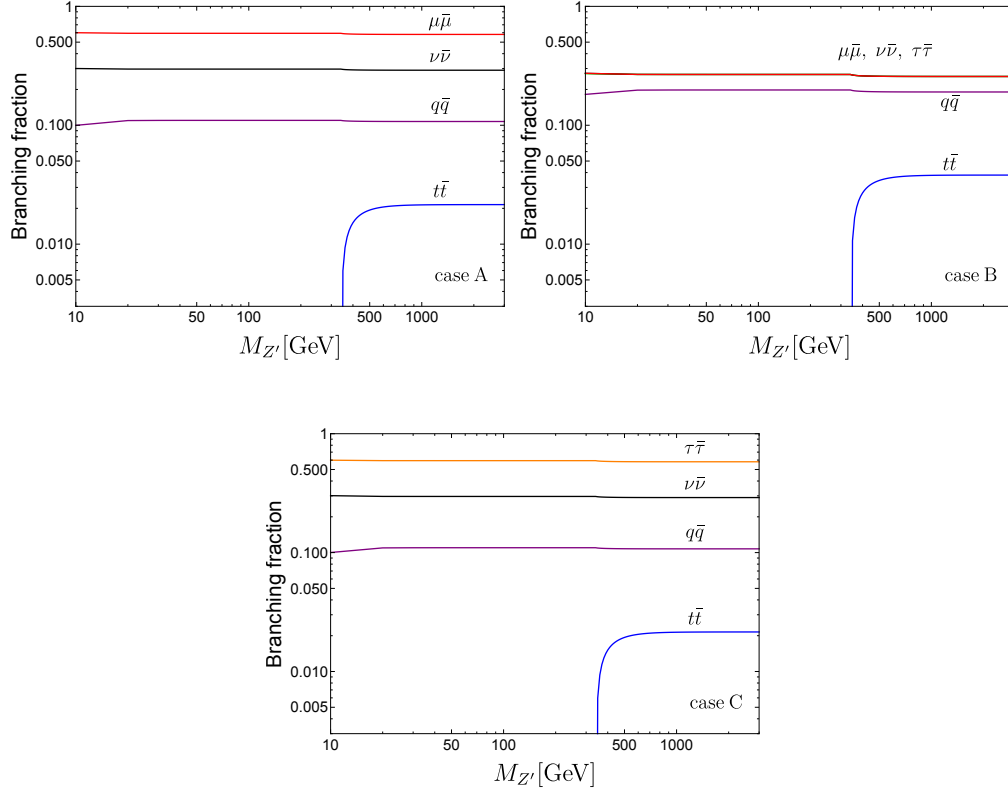 1
0.500
0.100
0.050
0.010
0.005
Branching fraction
μμ̄
νν̄
qq̄
tt̄
case A
10 50 100 500 1000
M_{Z'}[GeV]
1
0.500
0.100
0.050
0.010
0.005
Branching fraction
μμ̄, νν̄, ττ̄
qq̄
tt̄
case B
10 50 100 500 1000
M_{Z'}[GeV]
1
0.500
0.100
0.050
0.010
0.005
Branching fraction
ττ̄
νν̄
qq̄
tt̄
case C
10 50 100 500 1000
M_{Z'}[GeV]